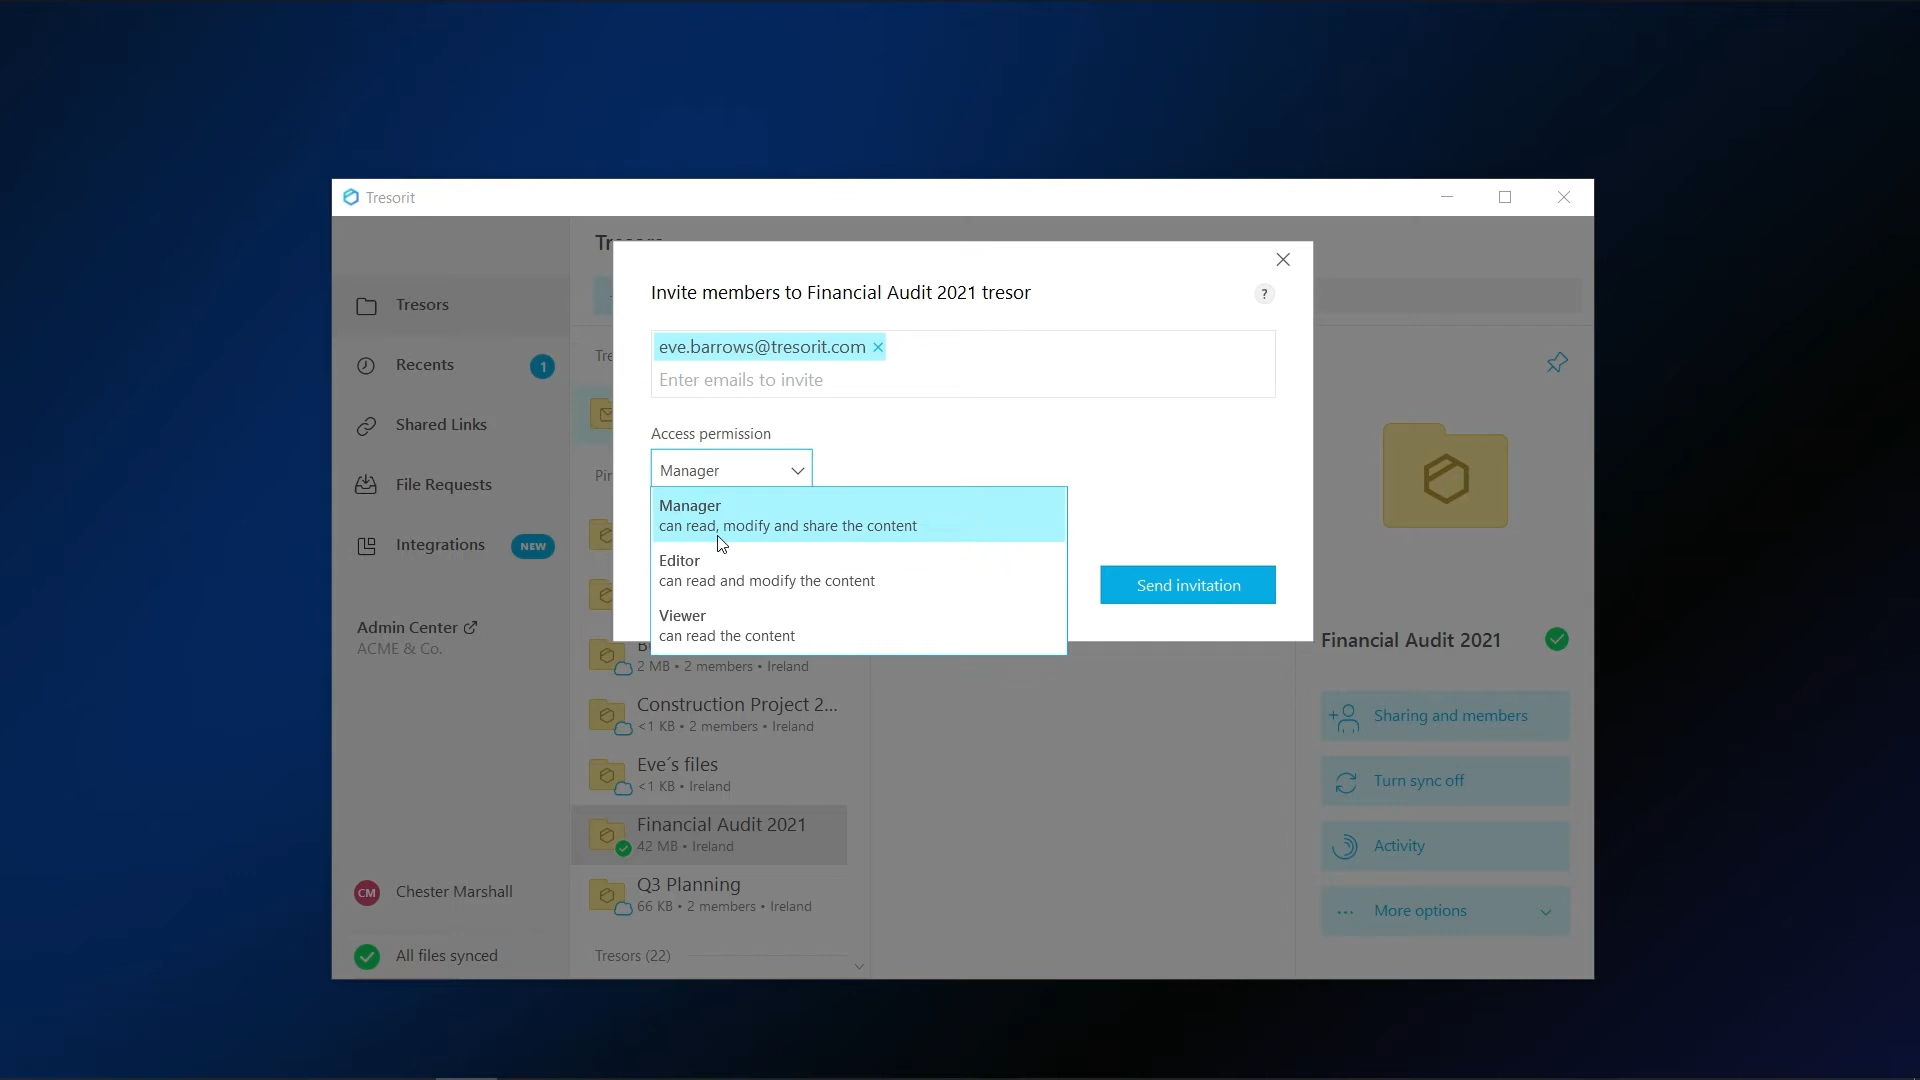 Tresorit
Tresors
Recents
1
Shared Links
File Requests
Integrations
NEW
Admin Center
ACME & Co.
CM
Chester Marshall
All files synced
Invite members to Financial Audit 2021 tresor
?
eve.barrows@tresorit.com
Enter emails to invite
Access permission
Manager
Manager
can read, modify and share the content
Editor
can read and modify the content
Viewer
can read the content
Send invitation
2 MB • 2 members • Ireland
Construction Project 2...
<1 KB • 2 members • Ireland
Eve´s files
<1 KB • Ireland
Financial Audit 2021
42 MB • Ireland
Q3 Planning
66 KB • 2 members • Ireland
Tresors (22)
Financial Audit 2021
Sharing and members
Turn sync off
Activity
More options